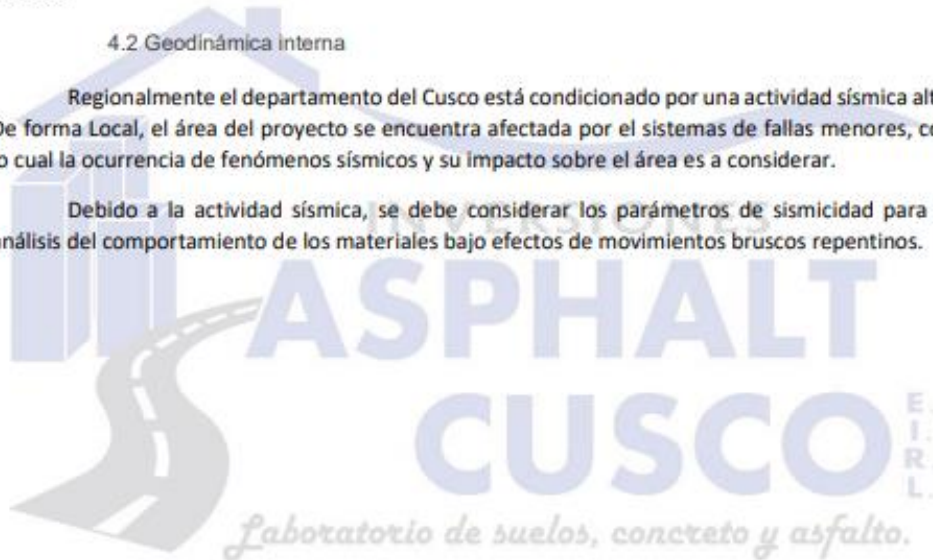 4.2 Geodinámica interna
Regionalmente el departamento del Cusco está condicionado por una actividad sísmica alt
De forma Local, el área del proyecto se encuentra afectada por el sistemas de fallas menores, co
lo cual la ocurrencia de fenómenos sísmicos y su impacto sobre el área es a considerar.
Debido a la actividad sísmica, se debe considerar los parámetros de sismicidad para
análisis del comportamiento de los materiales bajo efectos de movimientos bruscos repentinos.
INVERSIONES
ASPHALT
CUSCO
E.
I.
R.
L.
Laboratorio de suelos, concreto y asfalto.